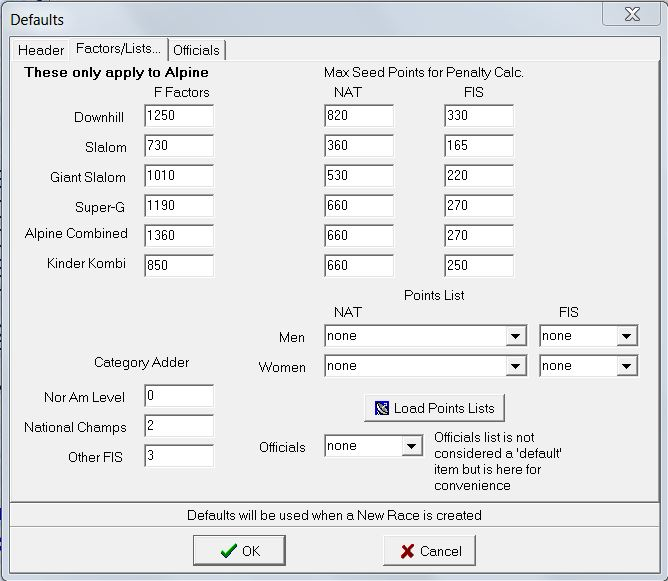 Defaults
Header Factors/Lists... Officials
These only apply to Alpine Max Seed Points for Penalty Calc.
F Factors NAT FIS
Downhill 1250 820 330
Slalom 730 360 165
Giant Slalom 1010 530 220
Super-G 1190 660 270
Alpine Combined 1360 660 270
Kinder Kombi 850 660 250
Points List
NAT FIS
Men none none
Women none none
Category Adder
Nor Am Level 0
National Champs 2
Other FIS 3
Load Points Lists
Officials none
Officials list is not
considered a 'default'
item but is here for
convenience
Defaults will be used when a New Race is created
OK Cancel